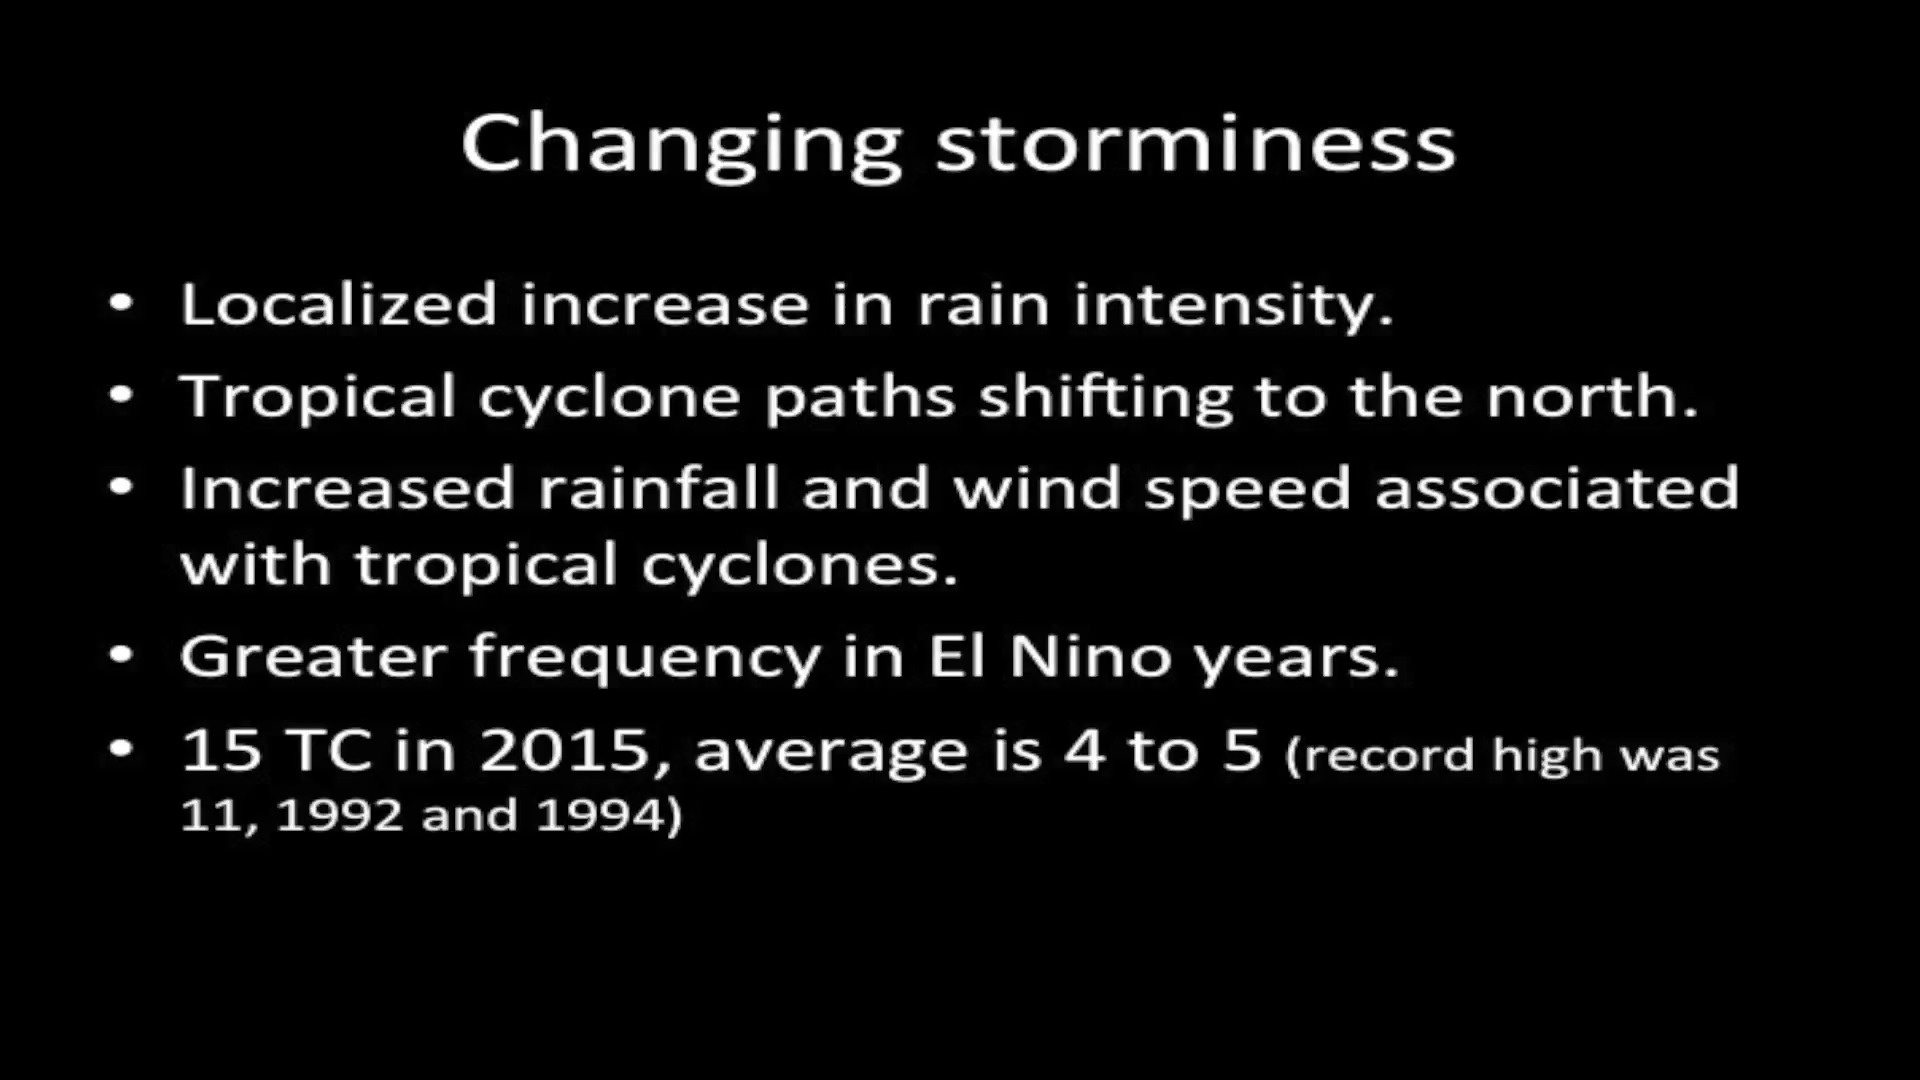 Changing storminess
• Localized increase in rain intensity.
• Tropical cyclone paths shifting to the north.
• Increased rainfall and wind speed associated
with tropical cyclones.
• Greater frequency in El Nino years.
• 15 TC in 2015, average is 4 to 5 (record high was
11, 1992 and 1994)